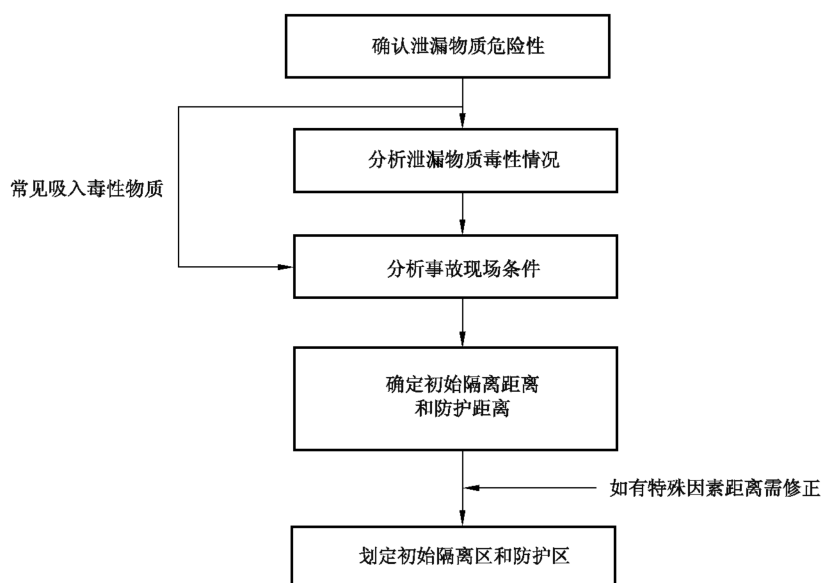 确认泄漏物质危险性
分析泄漏物质毒性情况
常见吸入毒性物质
分析事故现场条件
确定初始隔离距离
和防护距离
如有特殊因素距离需修正
划定初始隔离区和防护区